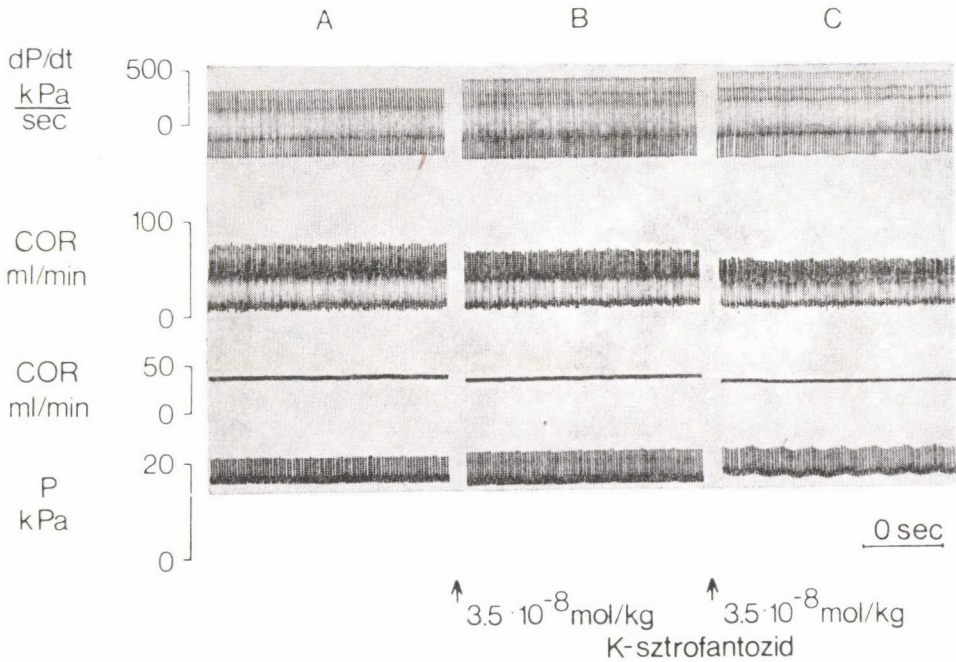 A B C
dP/dt
kPa
sec
500
0
COR
ml/min
100
0
COR
ml/min
50
0
P
kPa
20
0
0 sec
3.5·10⁻⁸mol/kg 3.5·10⁻⁸mol/kg
K-sztrofantozid